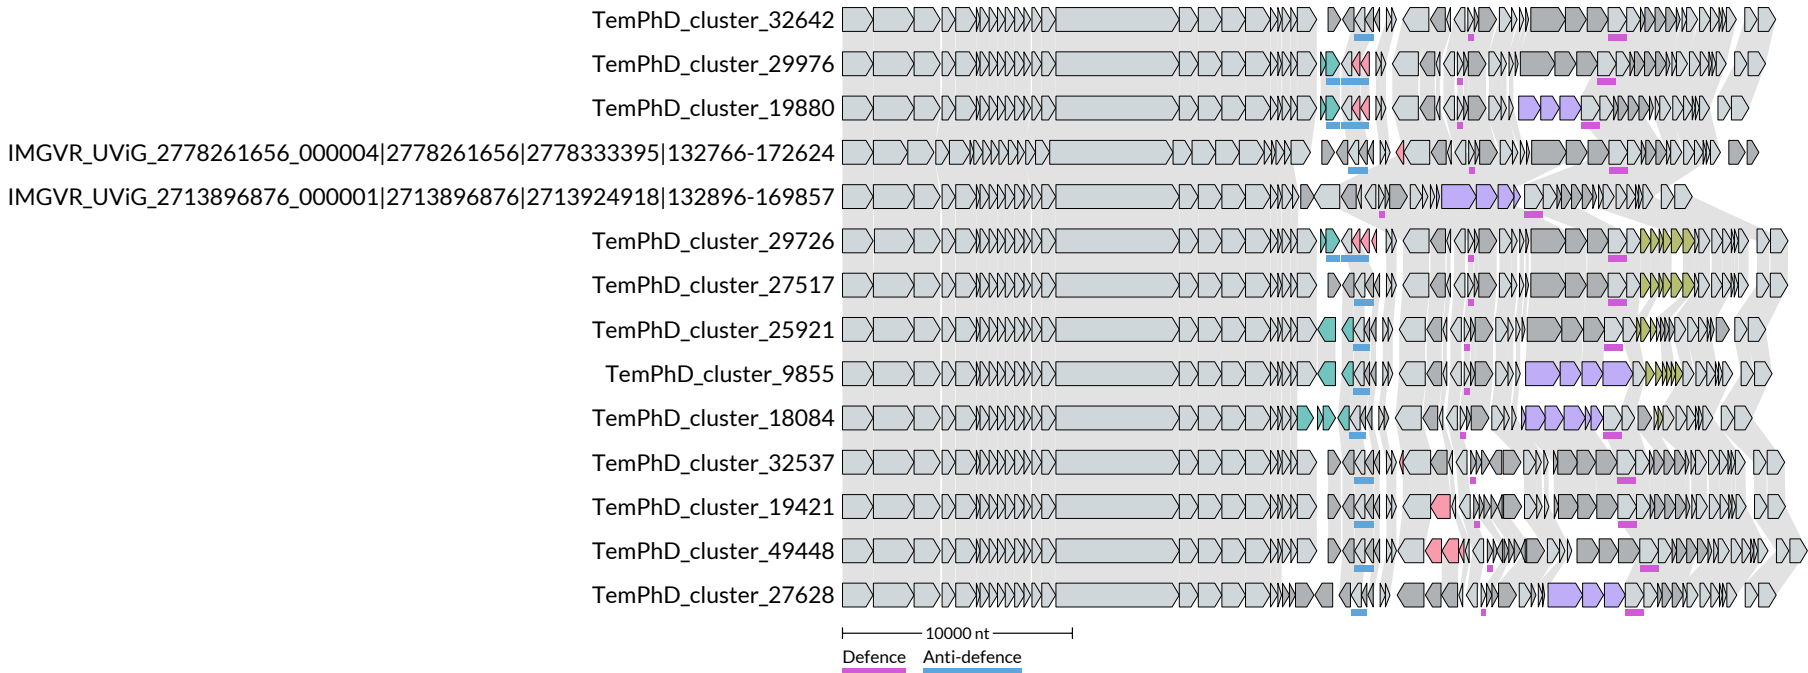 TemPhD_cluster_32642
TemPhD_cluster_29976
TemPhD_cluster_19880
IMGVR_UViG_2778261656_000004|2778261656|2778333395|132766-172624
IMGVR_UViG_2713896876_000001|2713896876|2713924918|132896-169857
TemPhD_cluster_29726
TemPhD_cluster_27517
TemPhD_cluster_25921
TemPhD_cluster_9855
TemPhD_cluster_18084
TemPhD_cluster_32537
TemPhD_cluster_19421
TemPhD_cluster_49448
TemPhD_cluster_27628
10000 nt
Defence Anti-defence